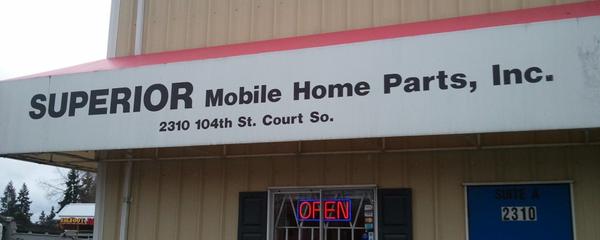 SUPERIOR Mobile Home Parts, Inc.
2310 104th St. Court So.
OPEN
SUITE A
2310